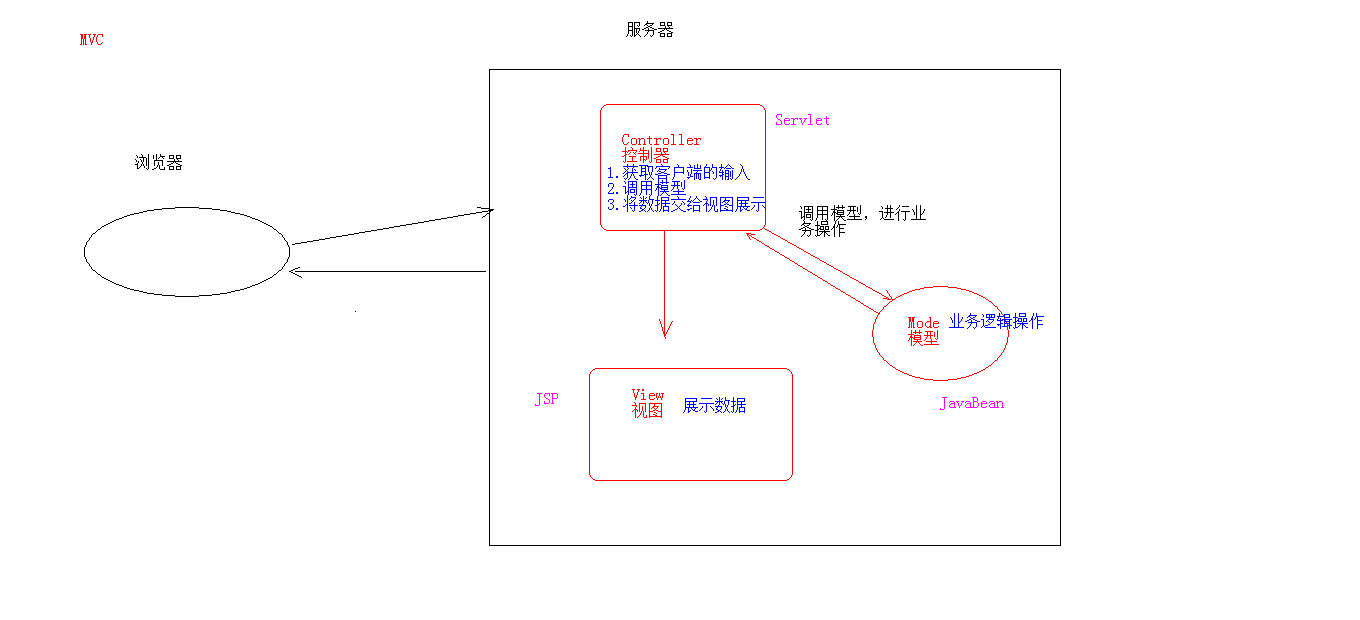 MVC
服务器
浏览器
Controller
控制器
1.获取客户端的输入
2.调用模型
3.将数据交给视图展示
Servlet
调用模型，进行业
务操作
Mode 业务逻辑操作
模型
JavaBean
JSP
View
视图 展示数据